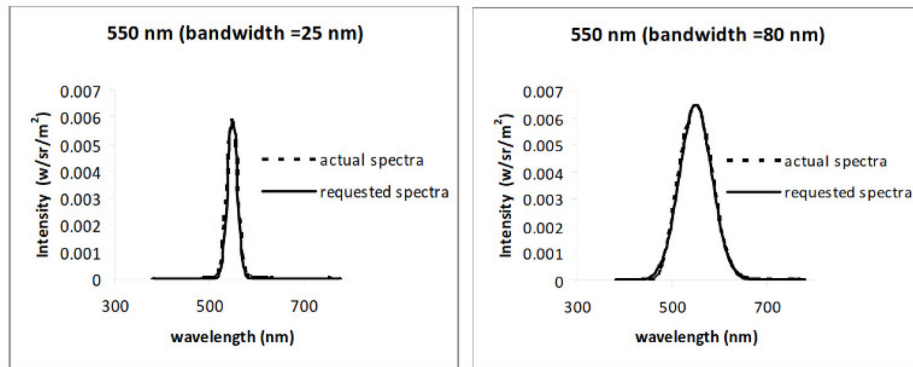 550 nm (bandwidth =25 nm)
0.007
0.006
0.005
0.004
0.003
0.002
0.001
0
Intensity (w/sr/m²)
actual spectra
requested spectra
300 500 700
wavelength (nm)
550 nm (bandwidth =80 nm)
0.007
0.006
0.005
0.004
0.003
0.002
0.001
0
Intensity (w/sr/m²)
actual spectra
requested spectra
300 500 700
wavelength (nm)